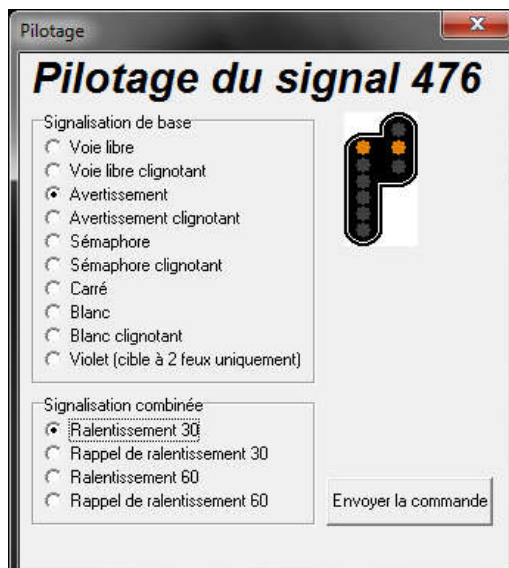 Pilotage
Pilotage du signal 476
Signalisation de base
Voie libre
Voie libre clignotant
Avertissement
Avertissement clignotant
Sémaphore
Sémaphore clignotant
Carré
Blanc
Blanc clignotant
Violet (cible à 2 feux uniquement)
Signalisation combinée
Ralentissement 30
Rappel de ralentissement 30
Ralentissement 60
Rappel de ralentissement 60
Envoyer la commande